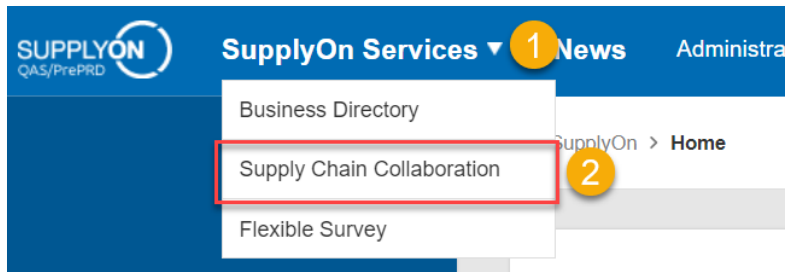 SUPPLYON
QAS/PrePRD
SupplyOn Services ▼ 1 News Administra
Business Directory
SupplyOn > Home
Supply Chain Collaboration 2
Flexible Survey